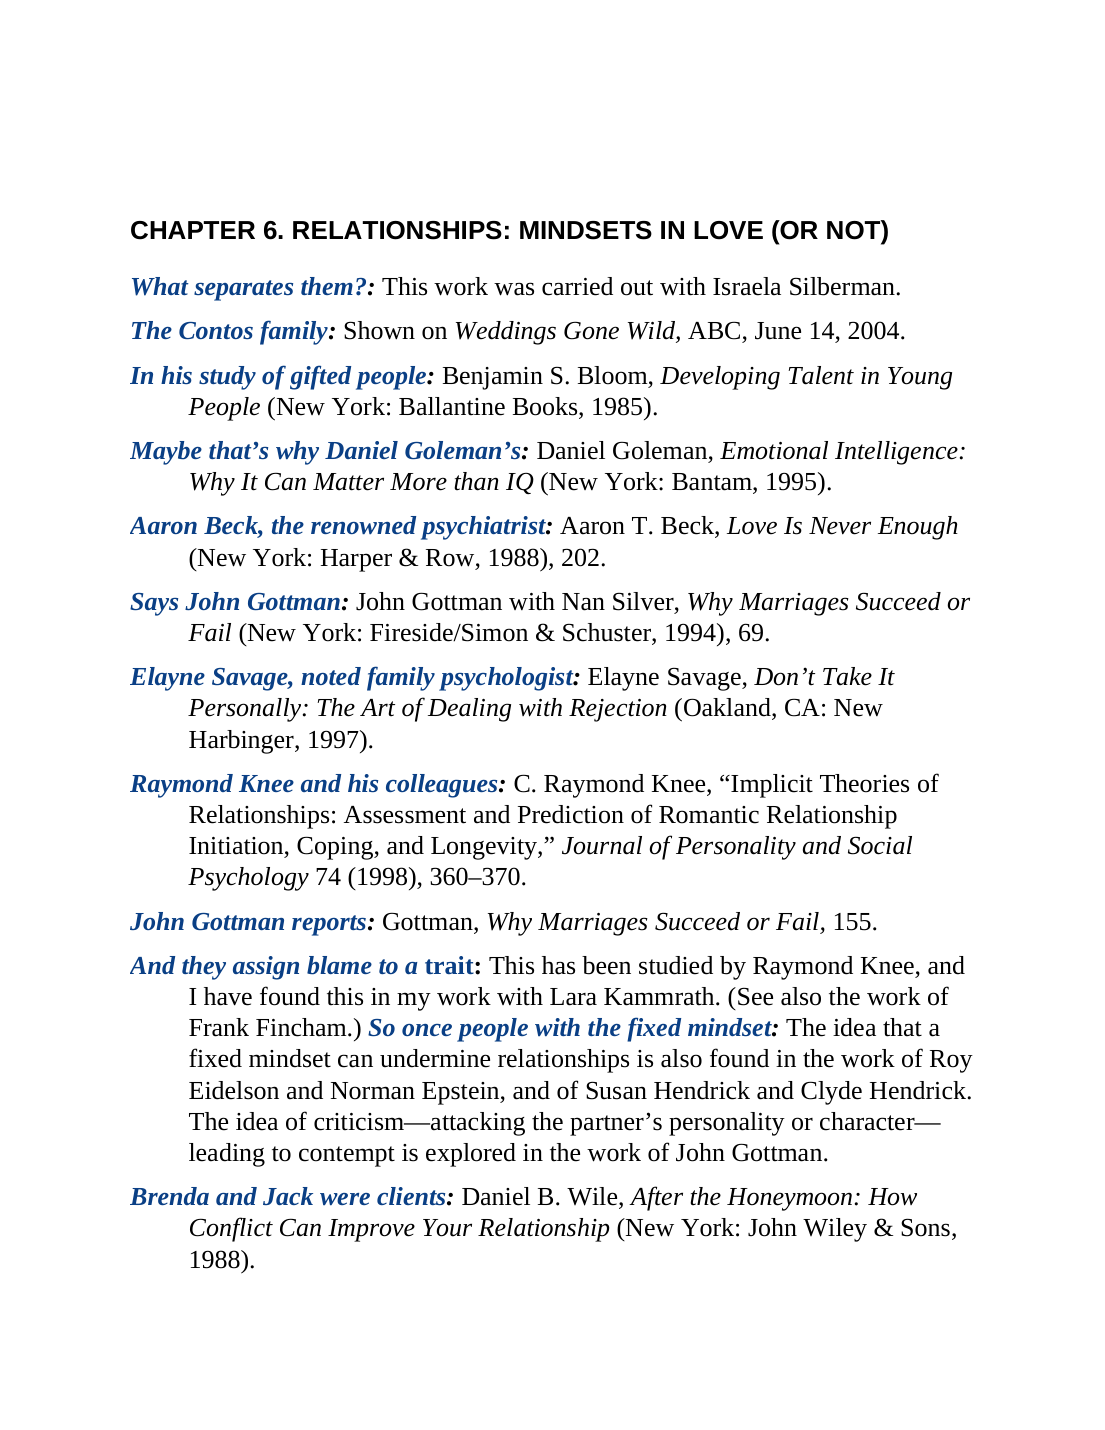 CHAPTER 6. RELATIONSHIPS: MINDSETS IN LOVE (OR NOT)
What separates them?: This work was carried out with Israela Silberman.
The Contos family: Shown on Weddings Gone Wild, ABC, June 14, 2004.
In his study of gifted people: Benjamin S. Bloom, Developing Talent in Young
People (New York: Ballantine Books, 1985).
Maybe that’s why Daniel Goleman’s: Daniel Goleman, Emotional Intelligence:
Why It Can Matter More than IQ (New York: Bantam, 1995).
Aaron Beck, the renowned psychiatrist: Aaron T. Beck, Love Is Never Enough
(New York: Harper & Row, 1988), 202.
Says John Gottman: John Gottman with Nan Silver, Why Marriages Succeed or
Fail (New York: Fireside/Simon & Schuster, 1994), 69.
Elayne Savage, noted family psychologist: Elayne Savage, Don’t Take It
Personally: The Art of Dealing with Rejection (Oakland, CA: New
Harbinger, 1997).
Raymond Knee and his colleagues: C. Raymond Knee, “Implicit Theories of
Relationships: Assessment and Prediction of Romantic Relationship
Initiation, Coping, and Longevity,” Journal of Personality and Social
Psychology 74 (1998), 360–370.
John Gottman reports: Gottman, Why Marriages Succeed or Fail, 155.
And they assign blame to a trait: This has been studied by Raymond Knee, and
I have found this in my work with Lara Kammrath. (See also the work of
Frank Fincham.) So once people with the fixed mindset: The idea that a
fixed mindset can undermine relationships is also found in the work of Roy
Eidelson and Norman Epstein, and of Susan Hendrick and Clyde Hendrick.
The idea of criticism—attacking the partner’s personality or character—
leading to contempt is explored in the work of John Gottman.
Brenda and Jack were clients: Daniel B. Wile, After the Honeymoon: How
Conflict Can Improve Your Relationship (New York: John Wiley & Sons,
1988).